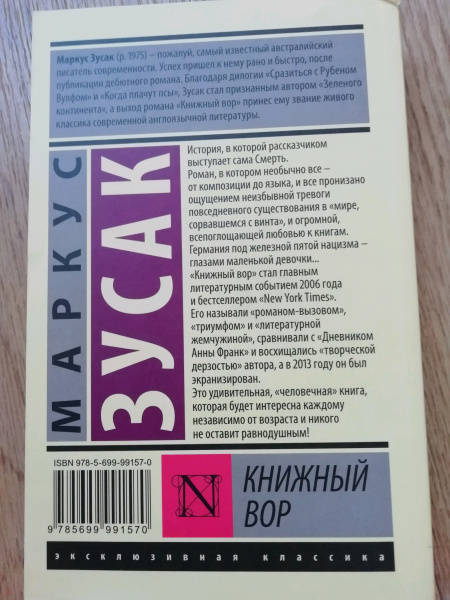 Маркус Зусак (р. 1975) – пожалуй, самый известный австралийский
писатель современности. Успех пришел к нему рано и быстро, после
публикации дебютного романа. Благодаря дилогии «Сразиться с Рубеном
Вулфом» и «Когда плачут псы», Зусак стал признанным автором «Зеленого
континента», а выход романа «Книжный вор» принес ему звание живого
классика современной англоязычной литературы.
МАРКУС
ЗУСАК
История, в которой рассказчиком
выступает сама Смерть.
Роман, в котором необычно все –
от композиции до языка, и все пронизано
ощущением неизбывной тревоги
повседневного существования в «мире,
сорвавшемся с винта», и огромной,
всепоглощающей любовью к книгам.
Германия под железной пятой нацизма –
глазами маленькой девочки...
«Книжный вор» стал главным
литературным событием 2006 года
и бестселлером «New York Times».
Его называли «романом-вызовом»,
«триумфом» и «литературной
жемчужиной», сравнивали с «Дневником
Анны Франк» и восхищались «творческой
дерзостью» автора, а в 2013 году он был
экранизирован.
Это удивительная, «человечная» книга,
которая будет интересна каждому
независимо от возраста и никого
не оставит равнодушным!
ISBN 978-5-699-99157-0
9 785699 991570
N
КНИЖНЫЙ
ВОР
эксклюзивная классика